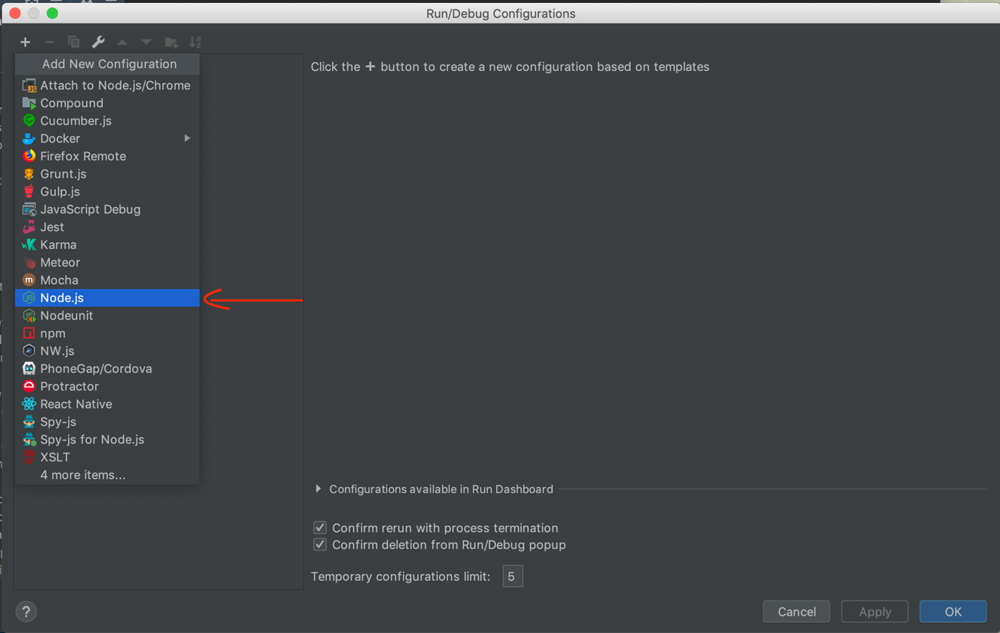 Run/Debug Configurations
Add New Configuration
Click the + button to create a new configuration based on templates
Attach to Node.js/Chrome
Compound
Cucumber.js
Docker
Firefox Remote
Grunt.js
Gulp.js
JavaScript Debug
Jest
Karma
Meteor
Mocha
Node.js
Nodeunit
npm
NW.js
PhoneGap/Cordova
Protractor
React Native
Spy-js
Spy-js for Node.js
XSLT
4 more items...
Configurations available in Run Dashboard
Confirm rerun with process termination
Confirm deletion from Run/Debug popup
Temporary configurations limit: 5
? Cancel Apply OK